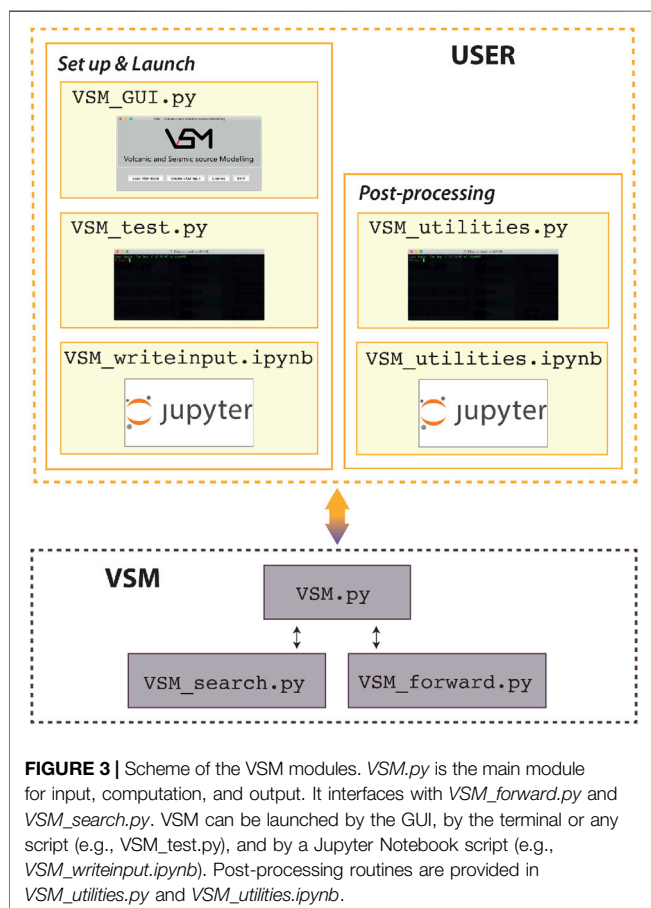 USER
Set up & Launch
VSM_GUI.py
VSM
Volcanic and Seismic source Modelling
VSM_test.py
VSM_writeinput.ipynb
jupyter
Post-processing
VSM_utilities.py
VSM_utilities.ipynb
jupyter
VSM
VSM.py
VSM_search.py
VSM_forward.py
FIGURE 3 | Scheme of the VSM modules. VSM.py is the main module
for input, computation, and output. It interfaces with VSM_forward.py and
VSM_search.py. VSM can be launched by the GUI, by the terminal or any
script (e.g., VSM_test.py), and by a Jupyter Notebook script (e.g.,
VSM_writeinput.ipynb). Post-processing routines are provided in
VSM_utilities.py and VSM_utilities.ipynb.